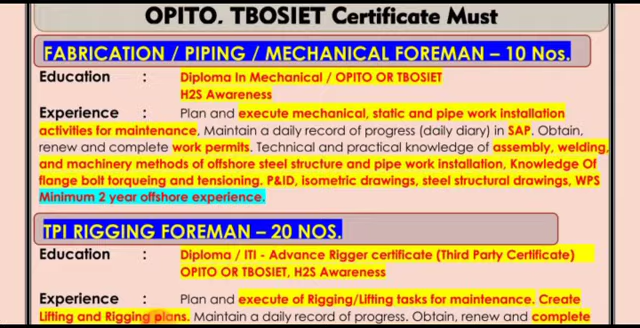 OPITO. TBOSIET Certificate Must
FABRICATION / PIPING / MECHANICAL FOREMAN – 10 Nos.
Education : Diploma In Mechanical / OPITO OR TBOSIET
H2S Awareness
Experience : Plan and execute mechanical, static and pipe work installation
activities for maintenance, Maintain a daily record of progress (daily diary) in SAP. Obtain,
renew and complete work permits. Technical and practical knowledge of assembly, welding,
and machinery methods of offshore steel structure and pipe work installation, Knowledge Of
flange bolt torqueing and tensioning. P&ID, isometric drawings, steel structural drawings, WPS
Minimum 2 year offshore experience.
TPI RIGGING FOREMAN – 20 NOS.
Education : Diploma / ITI - Advance Rigger certificate (Third Party Certificate)
OPITO OR TBOSIET, H2S Awareness
Experience : Plan and execute of Rigging/Lifting tasks for maintenance. Create
Lifting and Rigging plans. Maintain a daily record of progress. Obtain, renew and complete